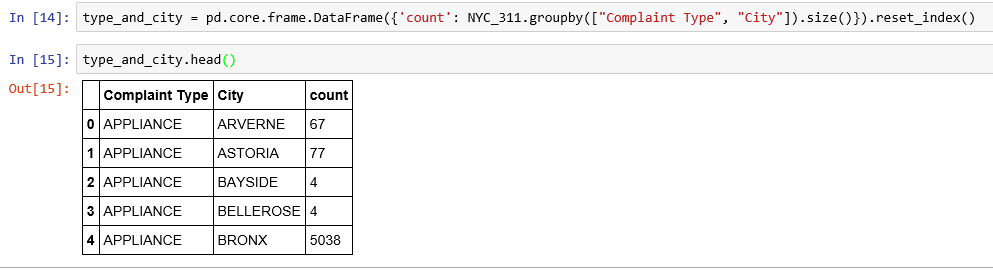 In [14]: type_and_city = pd.core.frame.DataFrame({'count': NYC_311.groupby(["Complaint Type", "City"]).size()}).reset_index()
In [15]: type_and_city.head()
Out[15]:
Complaint Type City count
0 APPLIANCE ARVERNE 67
1 APPLIANCE ASTORIA 77
2 APPLIANCE BAYSIDE 4
3 APPLIANCE BELLEROSE 4
4 APPLIANCE BRONX 5038